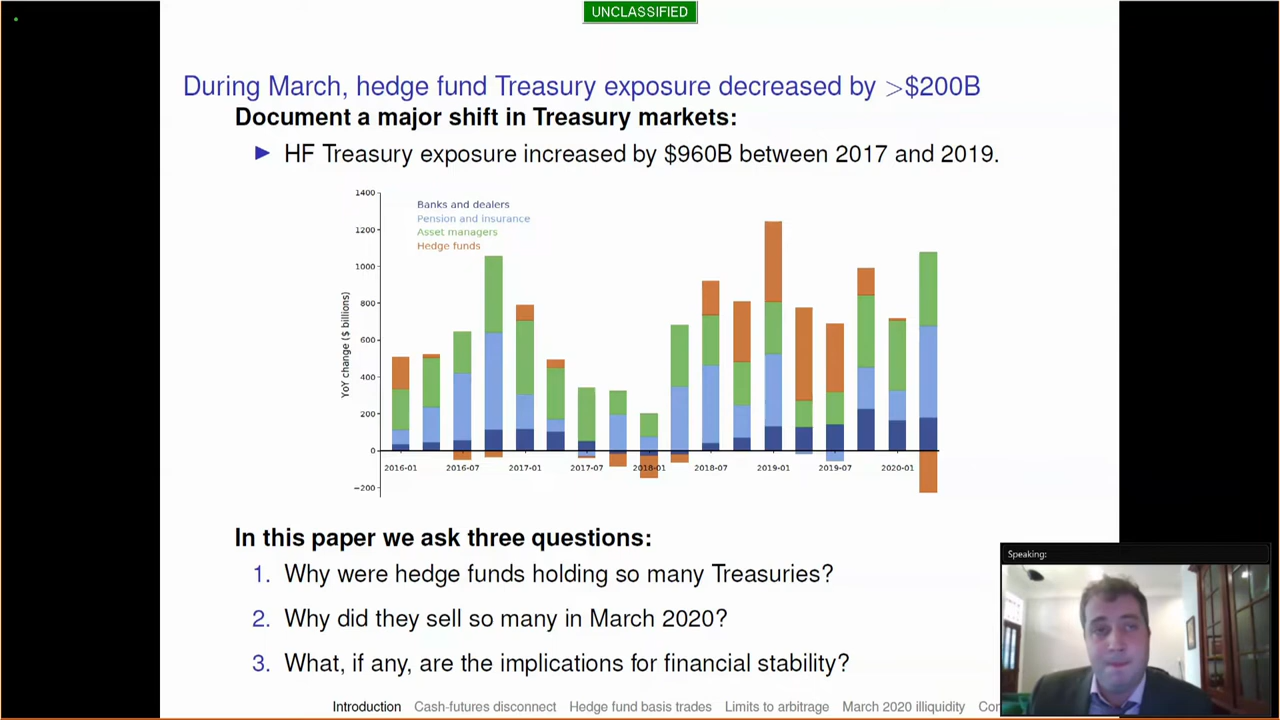 UNCLASSIFIED
During March, hedge fund Treasury exposure decreased by >$200B
Document a major shift in Treasury markets:
▶ HF Treasury exposure increased by $960B between 2017 and 2019.
YoY change ($ billions)
1400
1200
1000
800
600
400
200
0
−200
Banks and dealers
Pension and insurance
Asset managers
Hedge funds
2016-01 2016-07 2017-01 2017-07 2018-01 2018-07 2019-01 2019-07 2020-01
In this paper we ask three questions:
1. Why were hedge funds holding so many Treasuries?
2. Why did they sell so many in March 2020?
3. What, if any, are the implications for financial stability?
Speaking:
Introduction Cash-futures disconnect Hedge fund basis trades Limits to arbitrage March 2020 illiquidity